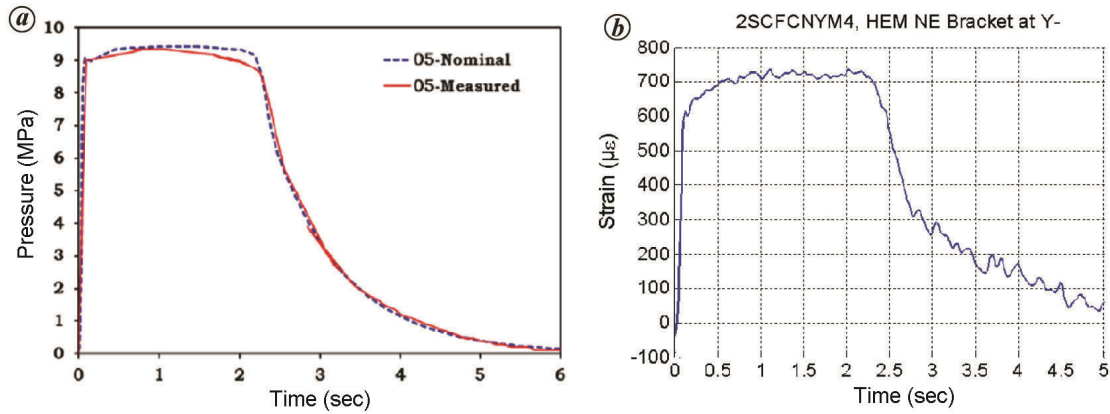 a
10
9
8
7
6
5
4
3
2
1
0
Pressure (MPa)
05-Nominal
05-Measured
0 1 2 3 4 5 6
Time (sec)
b
2SCFCNYM4, HEM NE Bracket at Y-
800
700
600
500
400
300
200
100
0
-100
Strain (µε)
0 0.5 1 1.5 2 2.5 3 3.5 4 4.5 5
Time (sec)